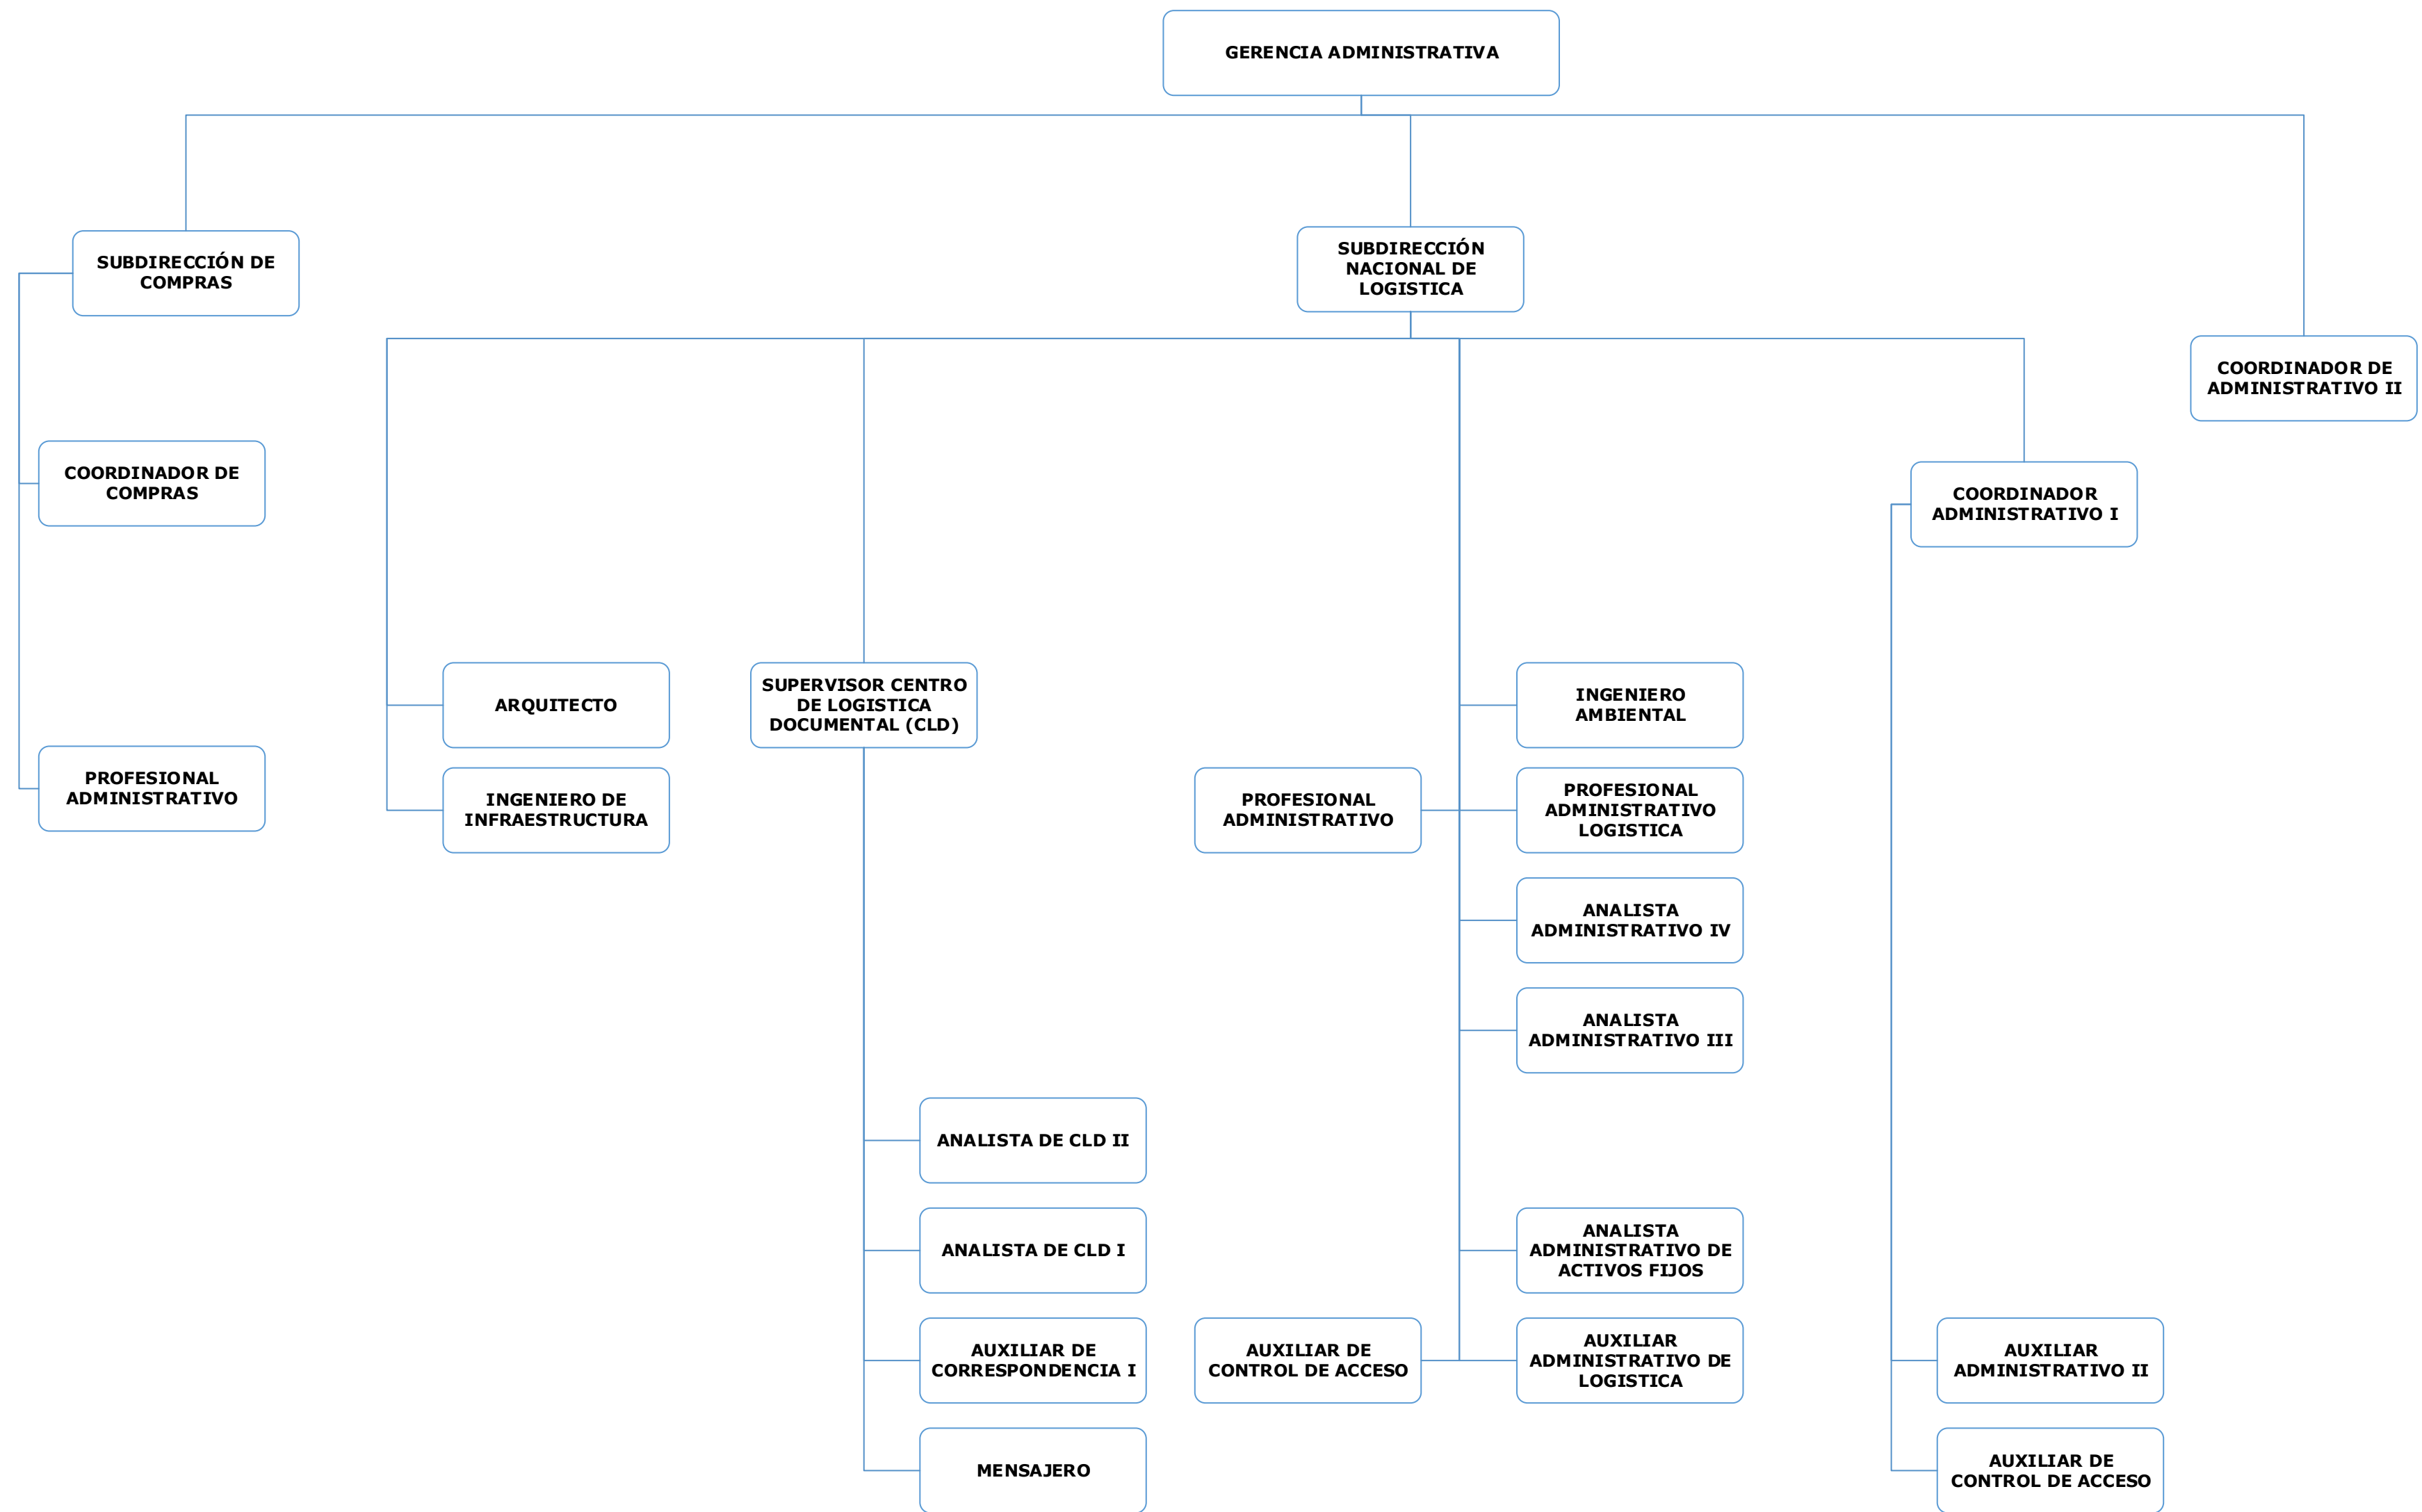 GERENCIA ADMINISTRATIVA
SUBDIRECCIÓN DE
COMPRAS
SUBDIRECCIÓN
NACIONAL DE
LOGISTICA
COORDINADOR DE
ADMINISTRATIVO II
COORDINADOR DE
COMPRAS
COORDINADOR
ADMINISTRATIVO I
ARQUITECTO
SUPERVISOR CENTRO
DE LOGISTICA
DOCUMENTAL (CLD)
INGENIERO
AMBIENTAL
PROFESIONAL
ADMINISTRATIVO
INGENIERO DE
INFRAESTRUCTURA
PROFESIONAL
ADMINISTRATIVO
PROFESIONAL
ADMINISTRATIVO
LOGISTICA
ANALISTA
ADMINISTRATIVO IV
ANALISTA
ADMINISTRATIVO III
ANALISTA DE CLD II
ANALISTA DE CLD I
ANALISTA
ADMINISTRATIVO DE
ACTIVOS FIJOS
AUXILIAR DE
CORRESPONDENCIA I
AUXILIAR DE
CONTROL DE ACCESO
AUXILIAR
ADMINISTRATIVO DE
LOGISTICA
AUXILIAR
ADMINISTRATIVO II
MENSAJERO
AUXILIAR DE
CONTROL DE ACCESO